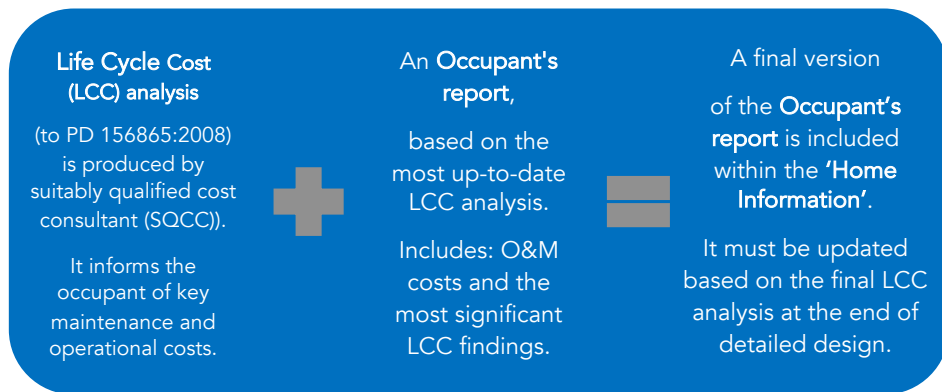 Life Cycle Cost
(LCC) analysis
(to PD 156865:2008)
is produced by
suitably qualified cost
consultant (SQCC)).
It informs the
occupant of key
maintenance and
operational costs.
An Occupant's
report,
based on the
most up-to-date
LCC analysis.
Includes: O&M
costs and the
most significant
LCC findings.
A final version
of the Occupant’s
report is included
within the ‘Home
Information’.
It must be updated
based on the final LCC
analysis at the end of
detailed design.